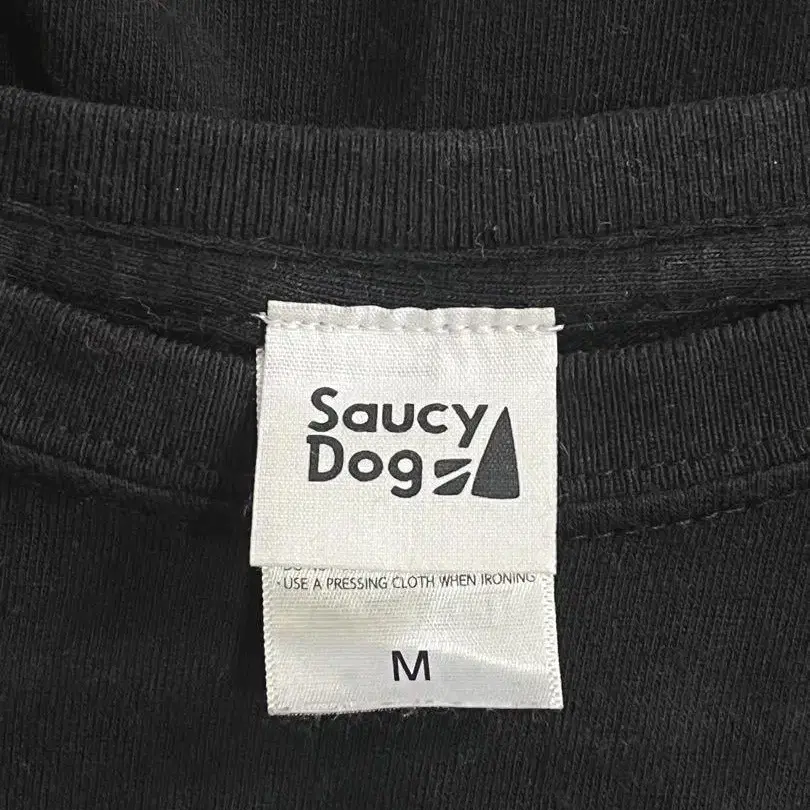 Saucy
Dog
· USE A PRESSING CLOTH WHEN IRONING
M